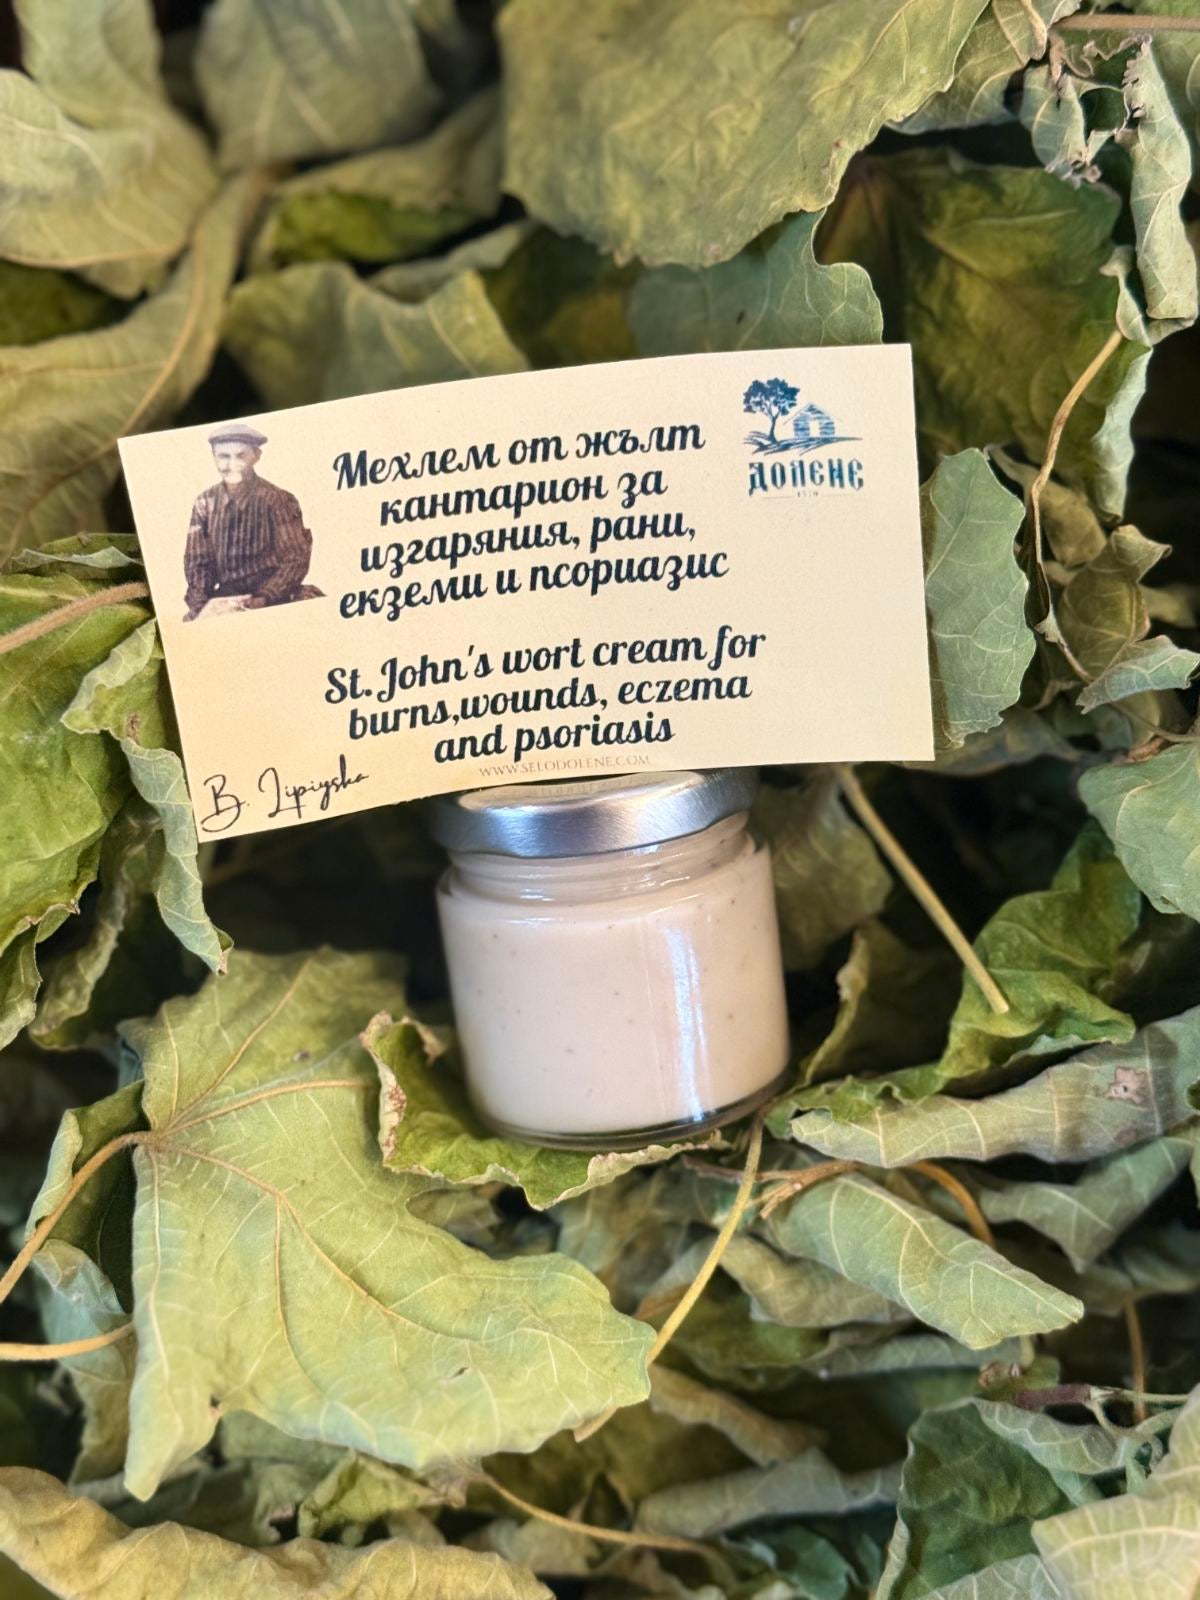 Мехлем от жълт
кантарион за
изгаряния, рани,
екземи и псориазис
ДОЛЕНЕ
St. John's wort cream for
burns,wounds, eczema
and psoriasis
WWW.SELODOLENE.COM
B. Lipiyska